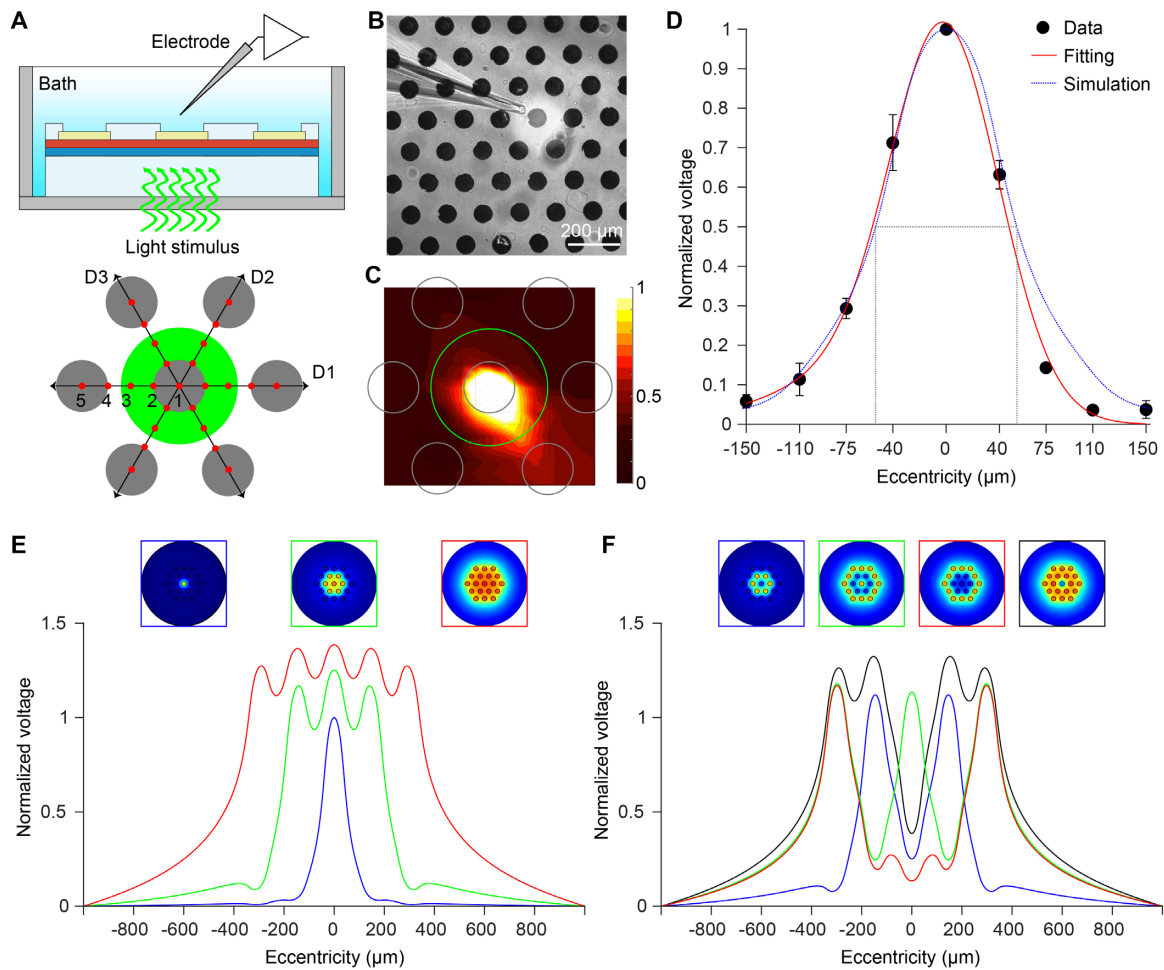 A
Electrode
Bath
Light stimulus
D3
D2
D1
5 4 3 2 1
B
200 µm
C
1
0.5
0
D
Data
Fitting
Simulation
Normalized voltage
1
0.9
0.8
0.7
0.6
0.5
0.4
0.3
0.2
0.1
0
-150 -110 -75 -40 0 40 75 110 150
Eccentricity (µm)
E
Normalized voltage
1.5
1
0.5
0
-800 -600 -400 -200 0 200 400 600 800
Eccentricity (µm)
F
Normalized voltage
1.5
1
0.5
0
-800 -600 -400 -200 0 200 400 600 800
Eccentricity (µm)